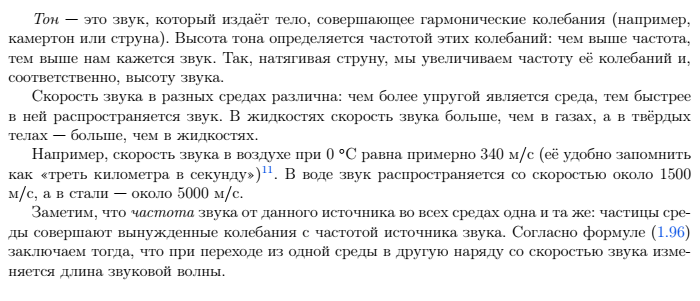 Тон — это звук, который издаёт тело, совершающее гармонические колебания (например,
камертон или струна). Высота тона определяется частотой этих колебаний: чем выше частота,
тем выше нам кажется звук. Так, натягивая струну, мы увеличиваем частоту её колебаний и,
соответственно, высоту звука.
Скорость звука в разных средах различна: чем более упругой является среда, тем быстрее
в ней распространяется звук. В жидкостях скорость звука больше, чем в газах, а в твёрдых
телах — больше, чем в жидкостях.
Например, скорость звука в воздухе при 0 °C равна примерно 340 м/с (её удобно запомнить
как «треть километра в секунду»)11. В воде звук распространяется со скоростью около 1500
м/с, а в стали — около 5000 м/с.
Заметим, что частота звука от данного источника во всех средах одна и та же: частицы сре-
ды совершают вынужденные колебания с частотой источника звука. Согласно формуле (1.96)
заключаем тогда, что при переходе из одной среды в другую наряду со скоростью звука изме-
няется длина звуковой волны.